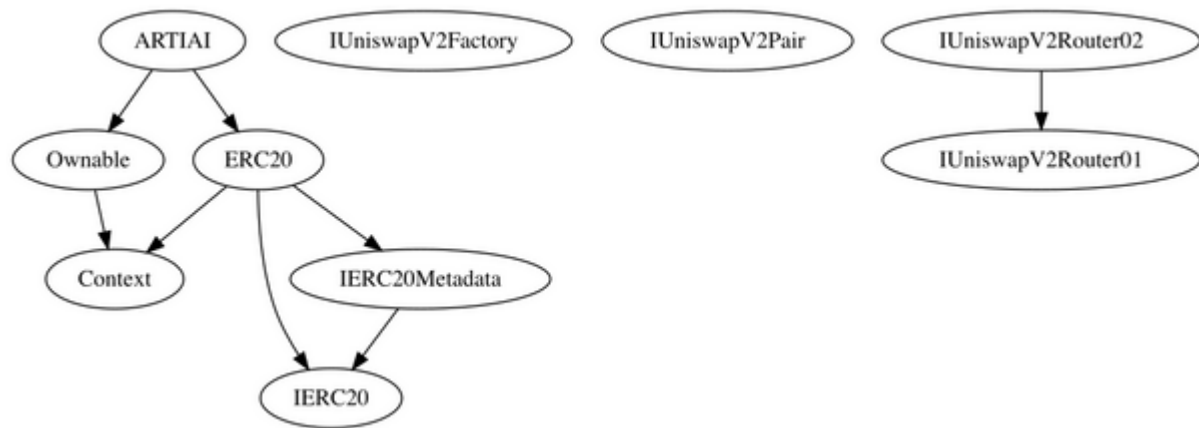 ARTIAI
IUniswapV2Factory
IUniswapV2Pair
IUniswapV2Router02
Ownable
ERC20
IUniswapV2Router01
Context
IERC20Metadata
IERC20